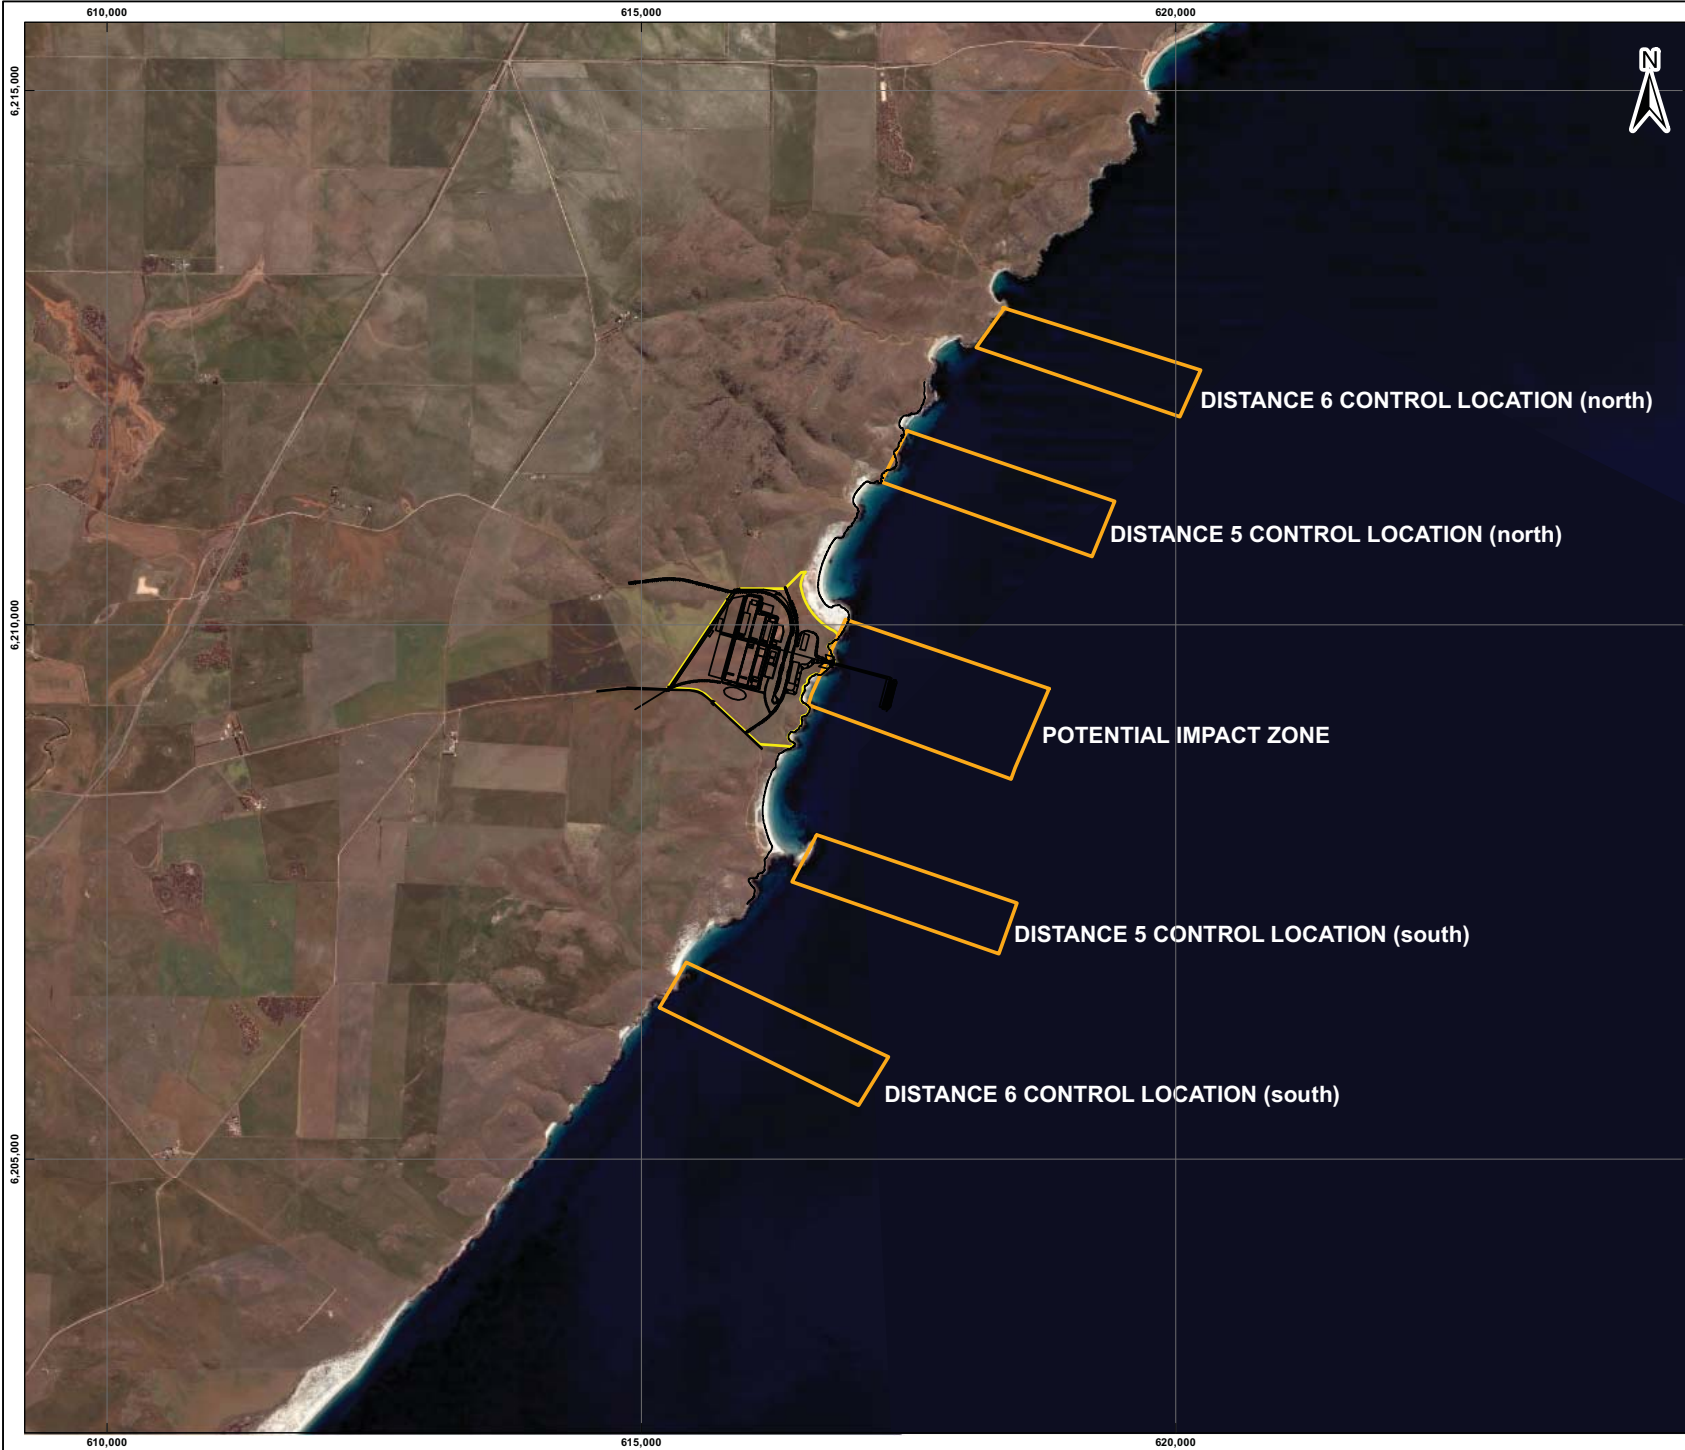 610,000
615,000
620,000
6,215,000
N
DISTANCE 6 CONTROL LOCATION (north)
DISTANCE 5 CONTROL LOCATION (north)
6,210,000
POTENTIAL IMPACT ZONE
DISTANCE 5 CONTROL LOCATION (south)
DISTANCE 6 CONTROL LOCATION (south)
6,205,000
610,000
615,000
620,000